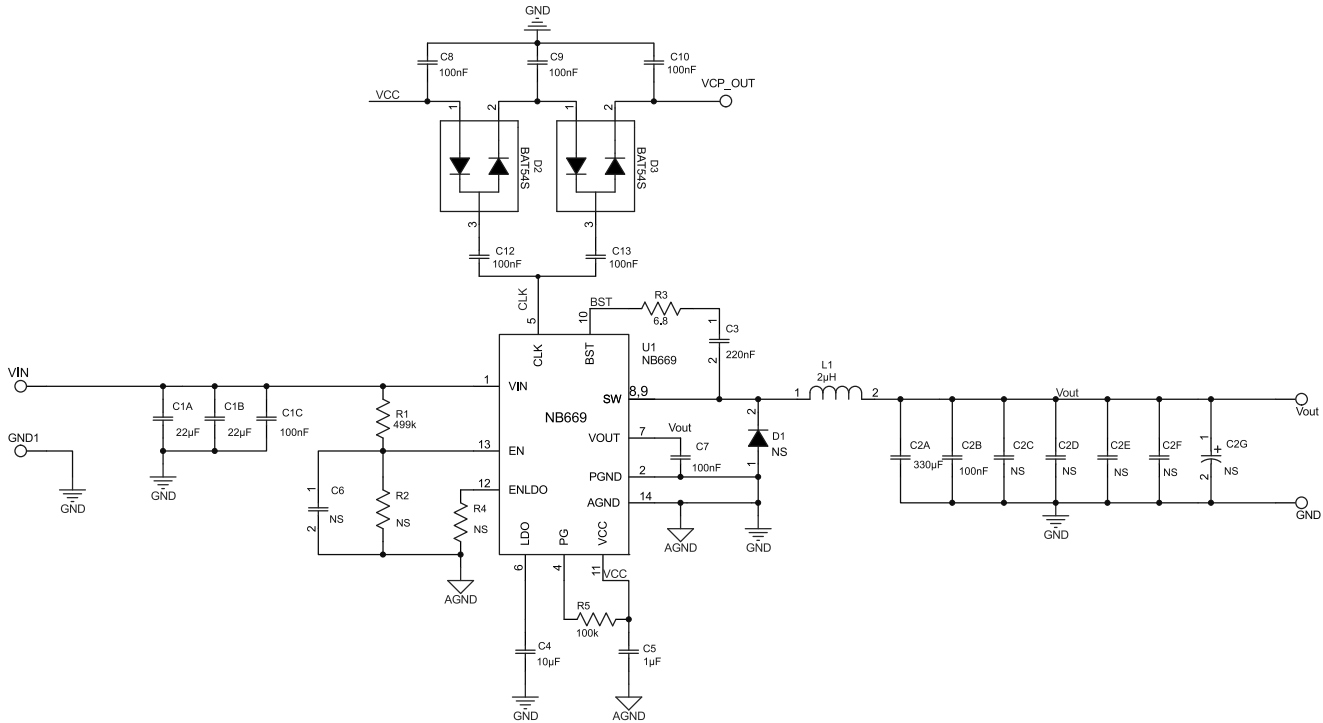 GND
C8
100nF
C9
100nF
C10
100nF
VCC
VCP_OUT
1
2
1
2
D2
BAT54S
D3
BAT54S
3
3
C12
100nF
C13
100nF
CLK
5
BST
10
R3
6.8
1
C3
220nF
2
U1
NB669
CLK
BST
VIN
1
VIN
SW
8,9
NB669
L1
2µH
1
2
Vout
Vout
C1A
22µF
C1B
22µF
C1C
100nF
R1
499k
GND1
GND
GND
13
EN
VOUT
7
Vout
C7
100nF
2
D1
NS
1
PGND
2
12
ENLDO
AGND
14
1
C6
NS
2
R2
NS
R4
NS
AGND
AGND
GND
C2A
330µF
C2B
100nF
C2C
NS
C2D
NS
C2E
NS
C2F
NS
1
+
C2G
NS
2
GND
GND
LDO
PG
VCC
6
4
11
VCC
R5
100k
C4
10µF
C5
1µF
GND
AGND